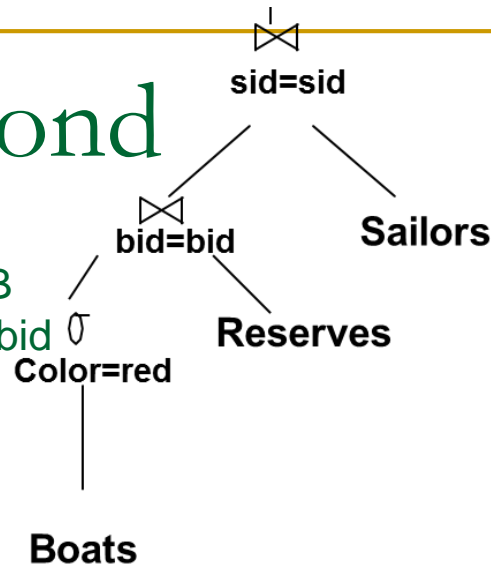 sid=sid
ond
bid=bid
Sailors
B
bid σ
Reserves
Color=red
Boats